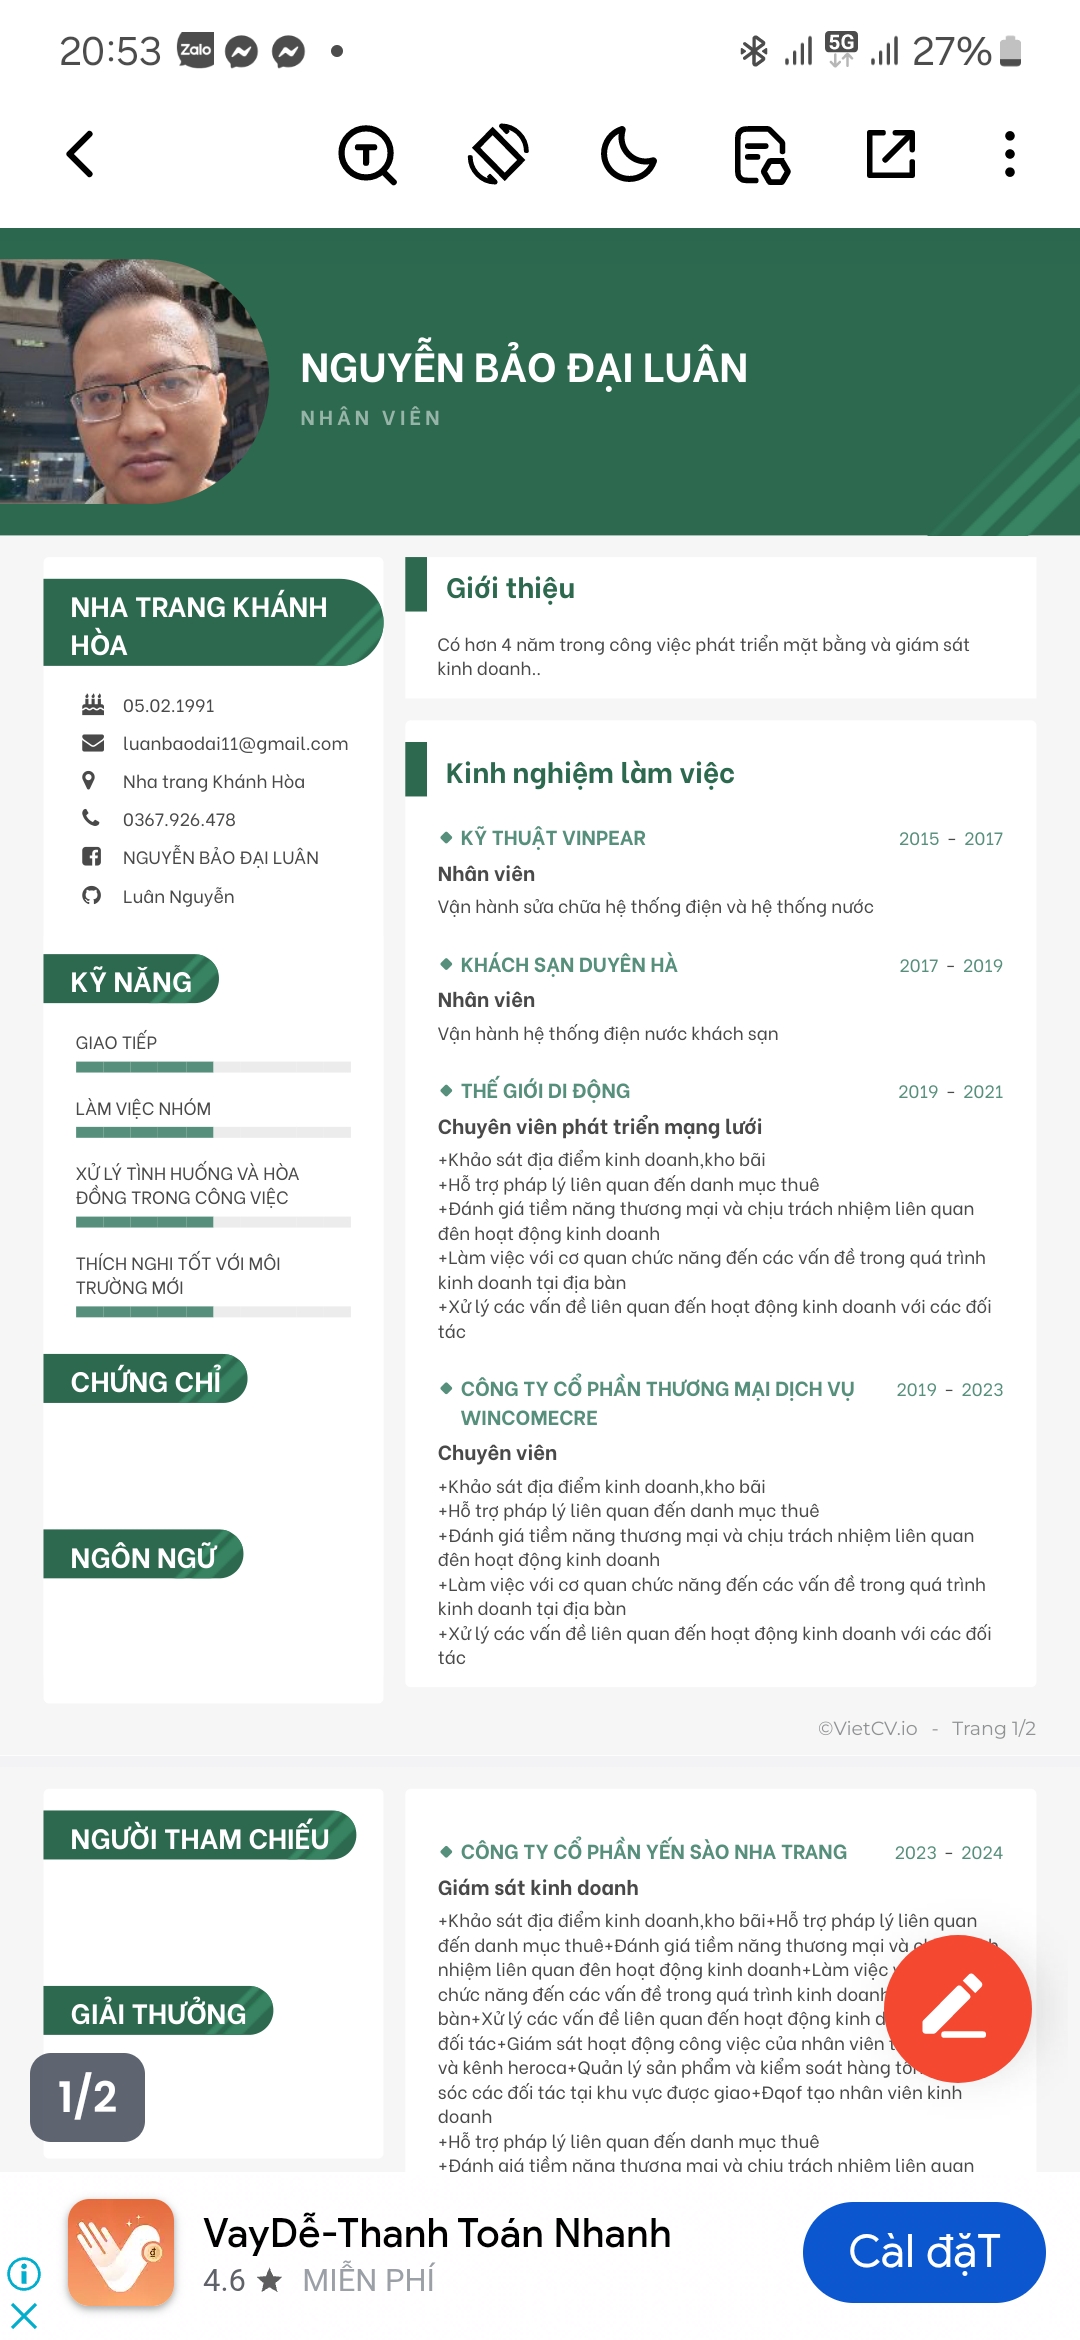 20:53 Zalo 5G 27%
NGUYỄN BẢO ĐẠI LUÂN
NHÂN VIÊN
NHA TRANG KHÁNH
HÒA
05.02.1991
luanbaodai11@gmail.com
Nha trang Khánh Hòa
0367.926.478
NGUYỄN BẢO ĐẠI LUÂN
Luân Nguyễn
KỸ NĂNG
GIAO TIẾP
LÀM VIỆC NHÓM
XỬ LÝ TÌNH HUỐNG VÀ HÒA
ĐỒNG TRONG CÔNG VIỆC
THÍCH NGHI TỐT VỚI MÔI
TRƯỜNG MỚI
CHỨNG CHỈ
NGÔN NGỮ
Giới thiệu
Có hơn 4 năm trong công việc phát triển mặt bằng và giám sát
kinh doanh..
Kinh nghiệm làm việc
KỸ THUẬT VINPEAR 2015 - 2017
Nhân viên
Vận hành sửa chữa hệ thống điện và hệ thống nước
KHÁCH SẠN DUYÊN HÀ 2017 - 2019
Nhân viên
Vận hành hệ thống điện nước khách sạn
THẾ GIỚI DI ĐỘNG 2019 - 2021
Chuyên viên phát triển mạng lưới
+Khảo sát địa điểm kinh doanh,kho bãi
+Hỗ trợ pháp lý liên quan đến danh mục thuê
+Đánh giá tiềm năng thương mại và chịu trách nhiệm liên quan
đên hoạt động kinh doanh
+Làm việc với cơ quan chức năng đến các vấn đề trong quá trình
kinh doanh tại địa bàn
+Xử lý các vấn đề liên quan đến hoạt động kinh doanh với các đối
tác
CÔNG TY CỔ PHẦN THƯƠNG MẠI DỊCH VỤ 2019 - 2023
WINCOMECRE
Chuyên viên
+Khảo sát địa điểm kinh doanh,kho bãi
+Hỗ trợ pháp lý liên quan đến danh mục thuê
+Đánh giá tiềm năng thương mại và chịu trách nhiệm liên quan
đên hoạt động kinh doanh
+Làm việc với cơ quan chức năng đến các vấn đề trong quá trình
kinh doanh tại địa bàn
+Xử lý các vấn đề liên quan đến hoạt động kinh doanh với các đối
tác
©VietCV.io - Trang 1/2
NGƯỜI THAM CHIẾU
GIẢI THƯỞNG
1/2
CÔNG TY CỔ PHẦN YẾN SÀO NHA TRANG 2023 - 2024
Giám sát kinh doanh
+Khảo sát địa điểm kinh doanh,kho bãi+Hỗ trợ pháp lý liên quan
đến danh mục thuê+Đánh giá tiềm năng thương mại và
nhiệm liên quan đên hoạt động kinh doanh+Làm việc
chức năng đến các vấn đề trong quá trình kinh doanh
bàn+Xử lý các vấn đề liên quan đến hoạt động kinh
đối tác+Giám sát hoạt động công việc của nhân viên
và kênh heroca+Quản lý sản phẩm và kiểm soát hàng
sóc các đối tác tại khu vực được giao+Đqof tạo nhân viên kinh
doanh
+Hỗ trợ pháp lý liên quan đến danh mục thuê
+Đánh giá tiềm năng thương mại và chịu trách nhiệm liên quan
VayDễ-Thanh Toán Nhanh
4.6 ★ MIỄN PHÍ
Cài đặT